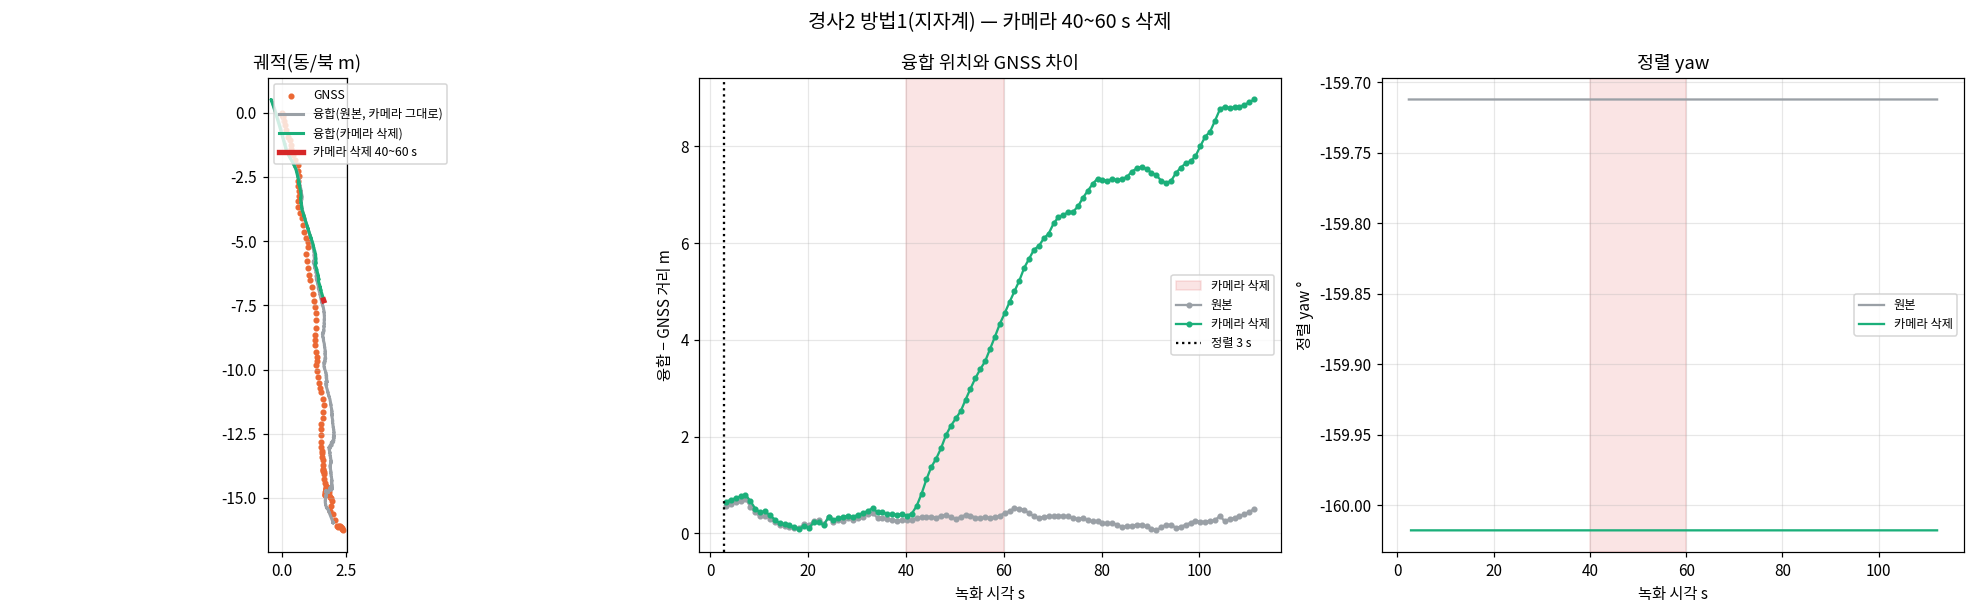 경사2 방법1(지자계) — 카메라 40~60 s 삭제
궤적(동/북 m)
GNSS
융합(원본, 카메라 그대로)
융합(카메라 삭제)
카메라 삭제 40~60 s
0.0
-2.5
-5.0
-7.5
-10.0
-12.5
-15.0
0.0 2.5
융합 위치와 GNSS 차이
융합 − GNSS 거리 m
8
6
4
2
0
카메라 삭제
원본
카메라 삭제
정렬 3 s
0 20 40 60 80 100
녹화 시각 s
정렬 yaw
정렬 yaw °
-159.70
-159.75
-159.80
-159.85
-159.90
-159.95
-160.00
원본
카메라 삭제
0 20 40 60 80 100
녹화 시각 s